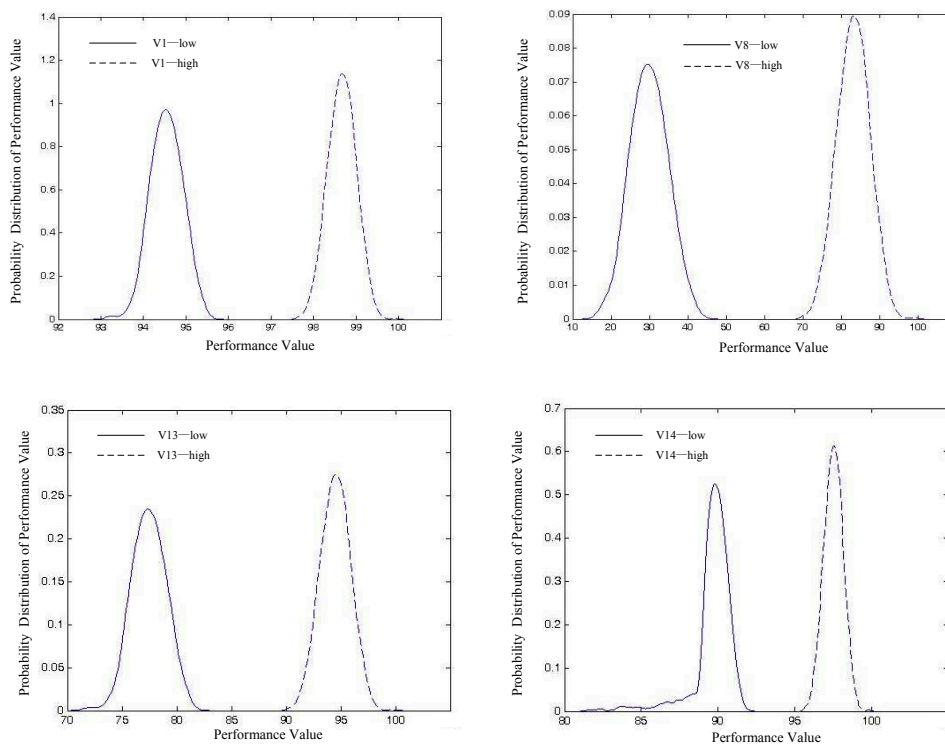 1.4
1.2
1
0.8
0.6
0.4
0.2
0
92 93 94 95 96 97 98 99 100
V1—low
V1—high
Probability Distribution of Performance Value
Performance Value
0.09
0.08
0.07
0.06
0.05
0.04
0.03
0.02
0.01
0
10 20 30 40 50 60 70 80 90 100
V8—low
V8—high
Probability Distribution of Performance Value
Performance Value
0.35
0.3
0.25
0.2
0.15
0.1
0.05
0
70 75 80 85 90 95 100
V13—low
V13—high
Probability Distribution of Performance Value
Performance Value
0.7
0.6
0.5
0.4
0.3
0.2
0.1
0
80 85 90 95 100
V14—low
V14—high
Probability Distribution of Performance Value
Performance Value